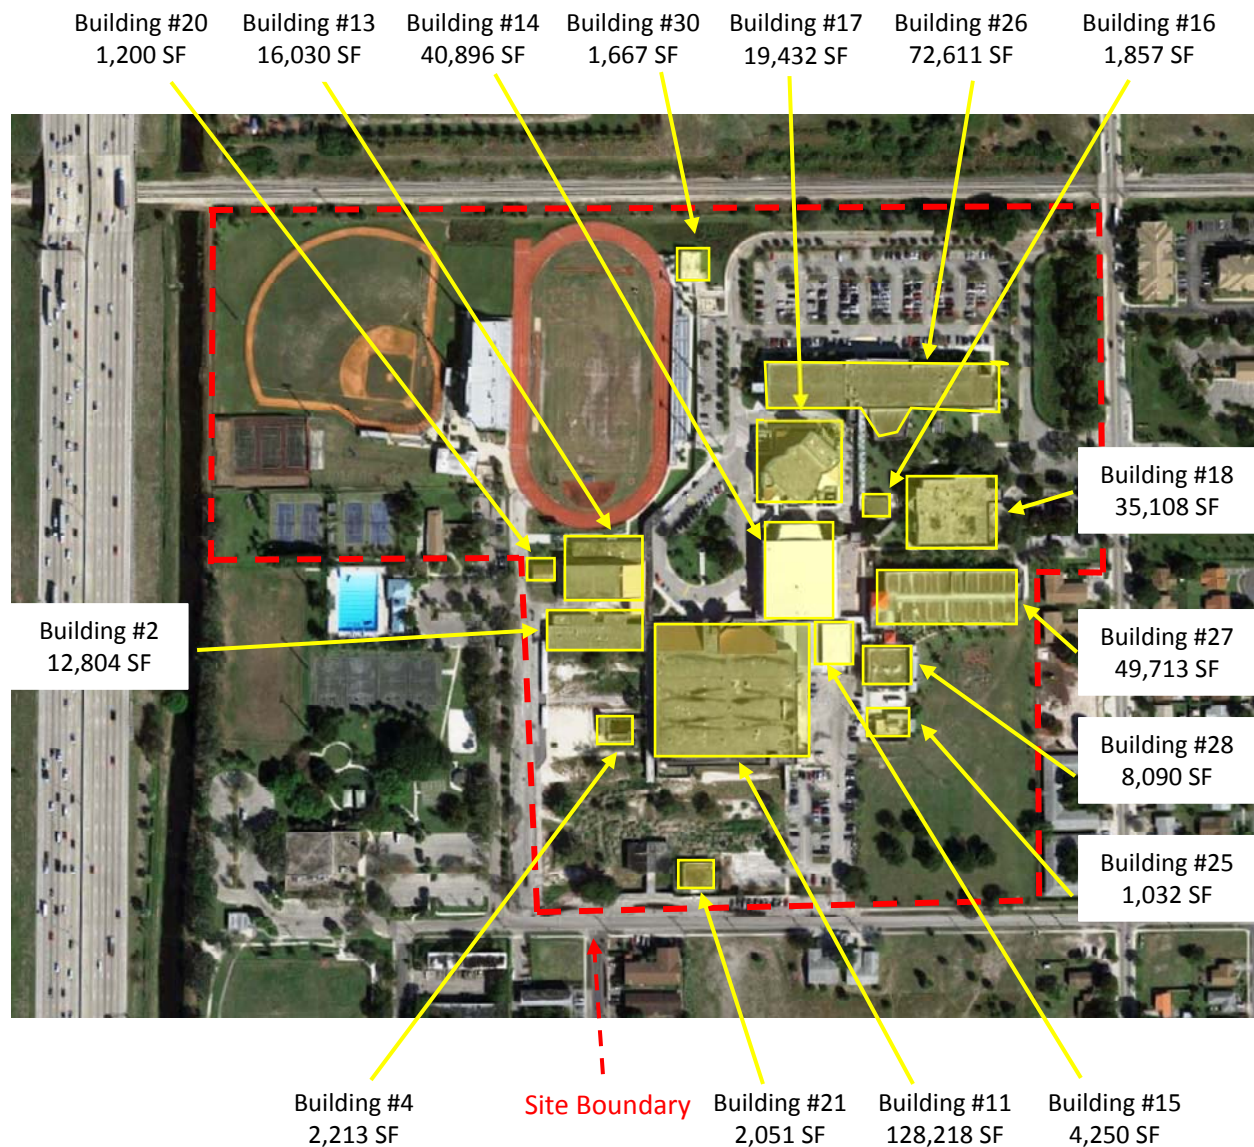 Building #20
1,200 SF
Building #13
16,030 SF
Building #14
40,896 SF
Building #30
1,667 SF
Building #17
19,432 SF
Building #26
72,611 SF
Building #16
1,857 SF
Building #18
35,108 SF
Building #2
12,804 SF
Building #27
49,713 SF
Building #28
8,090 SF
Building #25
1,032 SF
Building #4
2,213 SF
Site Boundary
Building #21
2,051 SF
Building #11
128,218 SF
Building #15
4,250 SF